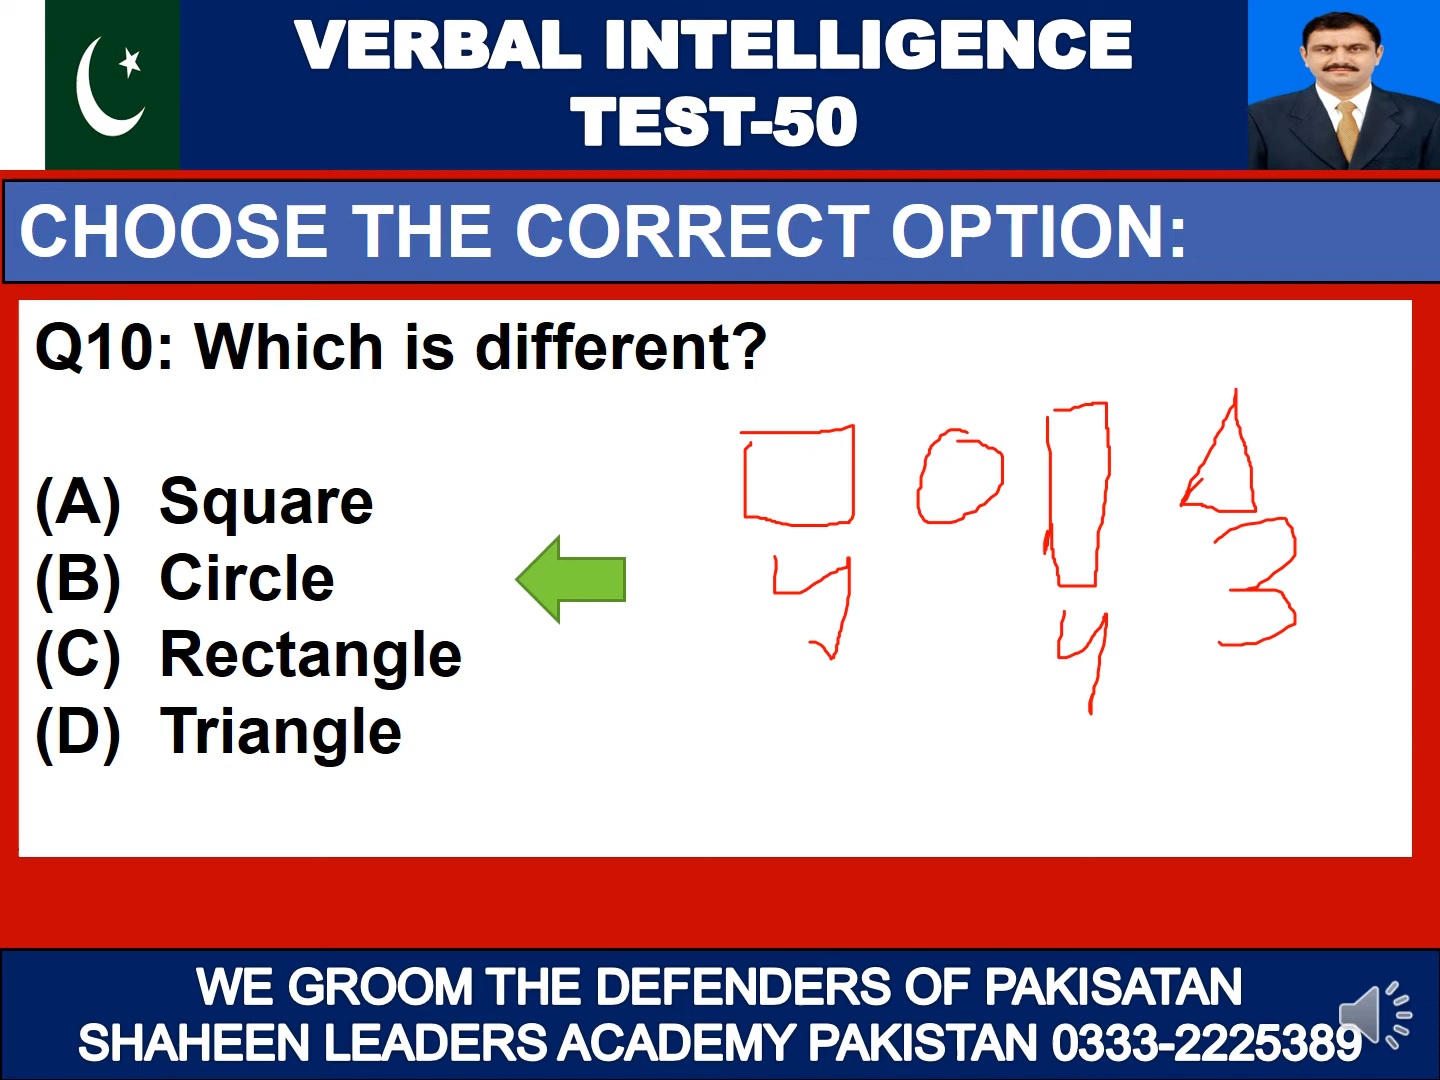 VERBAL INTELLIGENCE
TEST-50
CHOOSE THE CORRECT OPTION:
Q10: Which is different?
(A) Square
(B) Circle
(C) Rectangle
(D) Triangle
4 4 3
WE GROOM THE DEFENDERS OF PAKISATAN
SHAHEEN LEADERS ACADEMY PAKISTAN 0333-2225389